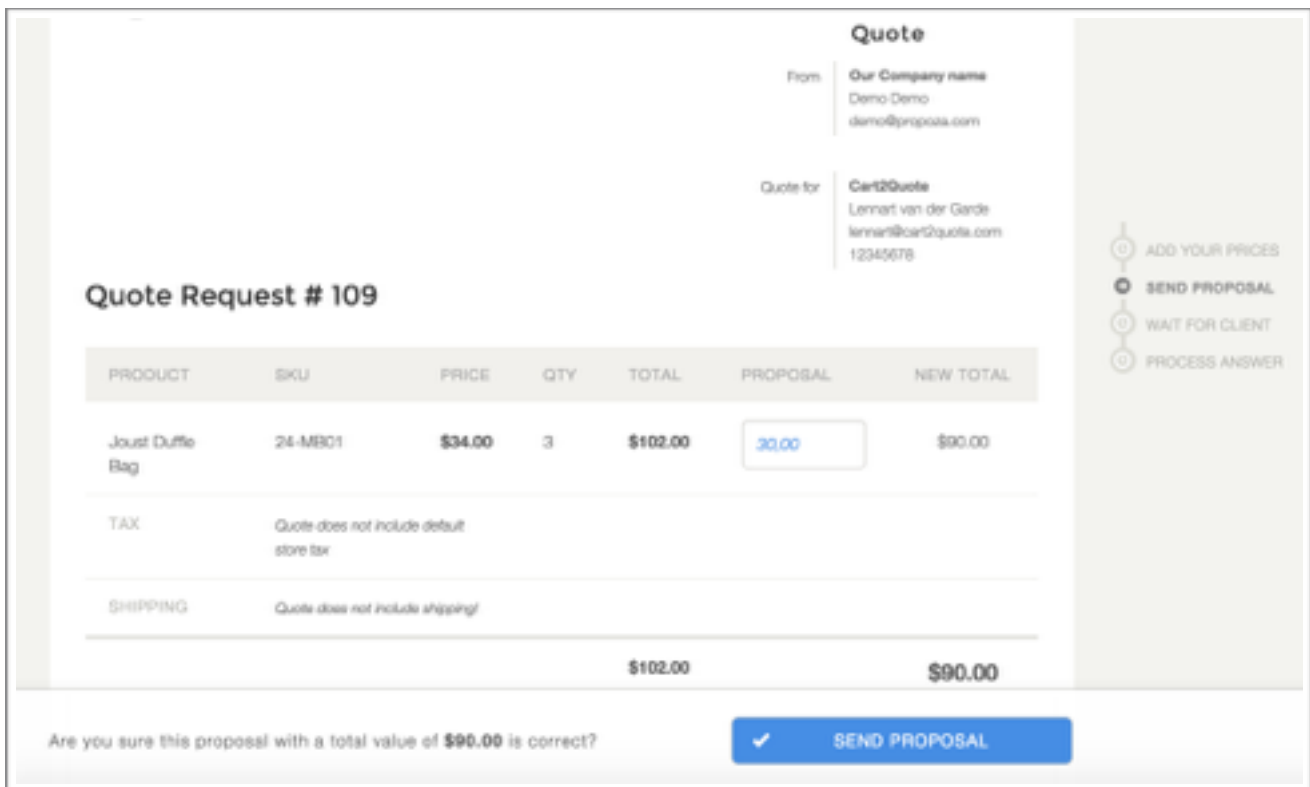 Quote
From
Our Company name
Demo Demo
demo@propoza.com
Quote for
Cart2Quote
Lennart van der Garde
lennart@cart2quote.com
12345678
ADD YOUR PRICES
SEND PROPOSAL
WAIT FOR CLIENT
PROCESS ANSWER
Quote Request # 109
PRODUCT SKU PRICE QTY TOTAL PROPOSAL NEW TOTAL
Joust Duffle 24-MB01 $34.00 3 $102.00 30,00 $90.00
Bag
TAX Quote does not include default
store tax
SHIPPING Quote does not include shipping!
$102.00 $90.00
Are you sure this proposal with a total value of $90.00 is correct? SEND PROPOSAL